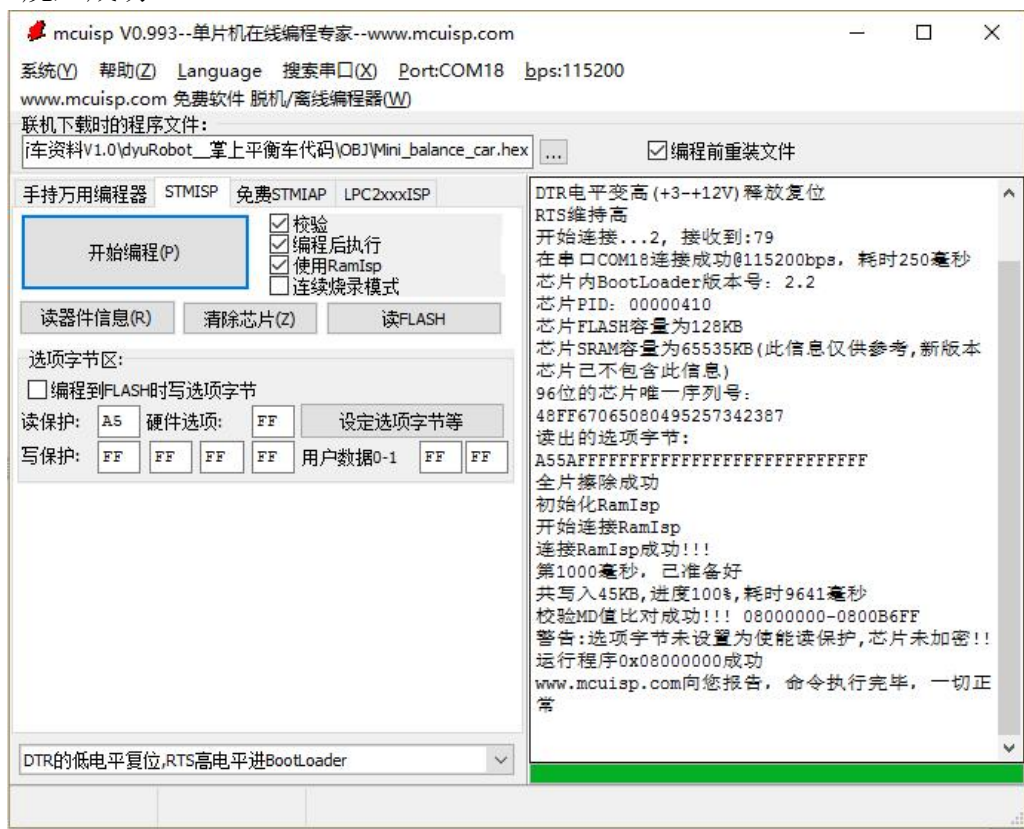 mcuisp V0.993--单片机在线编程专家--www.mcuisp.com
系统(Y) 帮助(Z) Language 搜索串口(X) Port:COM18 bps:115200
www.mcuisp.com 免费软件 脱机/离线编程器(W)
联机下载时的程序文件:
车资料V1.0\dyuRobot__掌上平衡车代码\OBJ\Mini_balance_car.hex ... 编程前重装文件
手持万用编程器 STMISP 免费STMIAP LPC2xxxISP
开始编程(P)
校验
编程后执行
使用RamIsp
连续烧录模式
读器件信息(R) 清除芯片(Z) 读FLASH
选项字节区:
编程到FLASH时写选项字节
读保护: A5 硬件选项: FF 设定选项字节等
写保护: FF FF FF FF 用户数据0-1 FF FF
DTR的低电平复位,RTS高电平进BootLoader
DTR电平变高(+3-+12V)释放复位
RTS维持高
开始连接...2, 接收到:79
在串口COM18连接成功@115200bps, 耗时250毫秒
芯片内BootLoader版本号: 2.2
芯片PID: 00000410
芯片FLASH容量为128KB
芯片SRAM容量为65535KB(此信息仅供参考,新版本
芯片已不包含此信息)
96位的芯片唯一序列号:
48FF67065080495257342387
读出的选项字节:
A55AFFFFFFFFFFFFFFFFFFFFFFFFFFFF
全片擦除成功
初始化RamIsp
开始连接RamIsp
连接RamIsp成功!!!
第1000毫秒, 已准备好
共写入45KB,进度100%,耗时9641毫秒
校验MD值比对成功!!! 08000000-0800B6FF
警告:选项字节未设置为使能读保护,芯片未加密!!
运行程序0x08000000成功
www.mcuisp.com向您报告, 命令执行完毕, 一切正
常